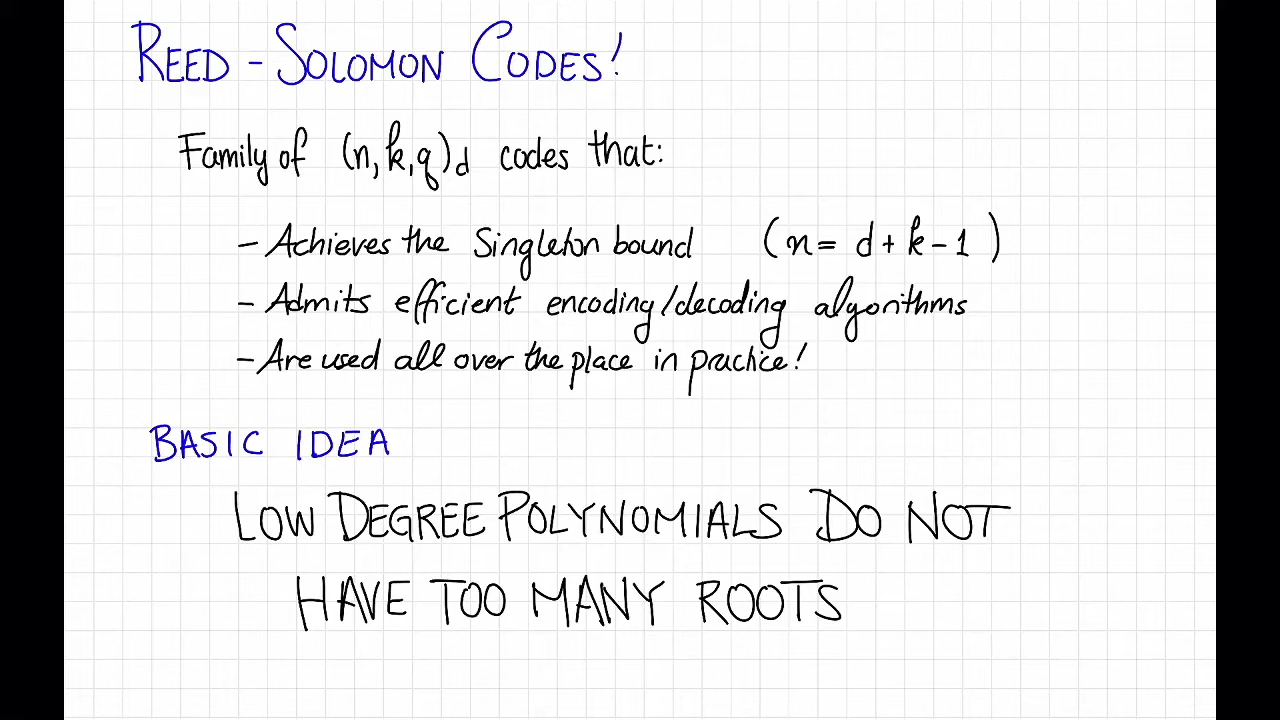 REED-SOLOMON CODES!
Family of (n,k,q)d codes that:
- Achieves the Singleton bound (n = d + k - 1)
- Admits efficient encoding/decoding algorithms
- Are used all over the place in practice!
BASIC IDEA
LOW DEGREE POLYNOMIALS DO NOT
HAVE TOO MANY ROOTS